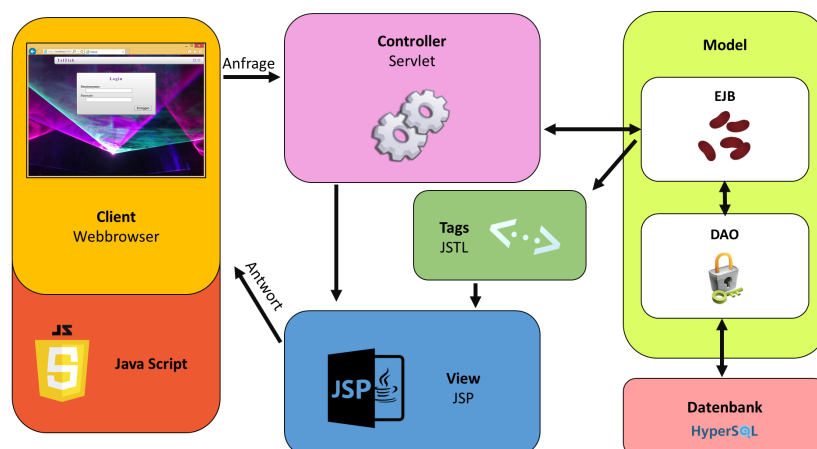 Login
Anfrage
Controller
Servlet
Model
EJB
Client
Webbrowser
Tags
JSTL
DAO
Antwort
JS
Java Script
JSP
View
JSP
Datenbank
HyperSQL